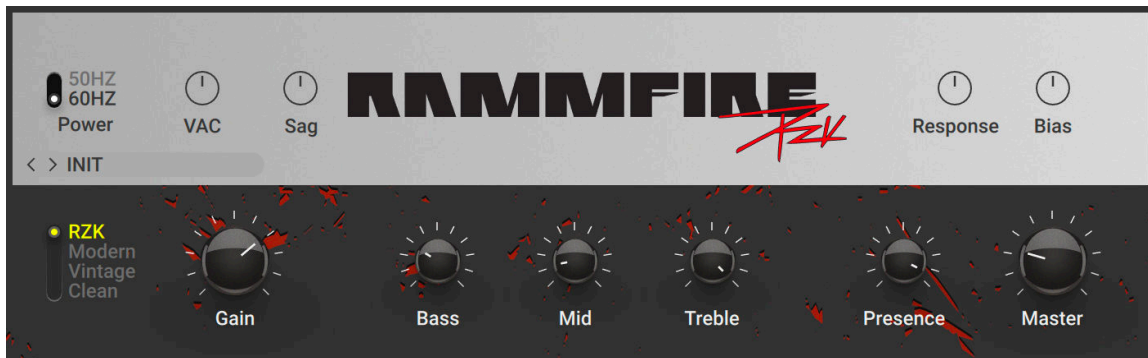 50HZ
60HZ
Power
VAC
Sag
RAMMFIRE
RZK
Response
Bias
< > INIT
RZK
Modern
Vintage
Clean
Gain
Bass
Mid
Treble
Presence
Master